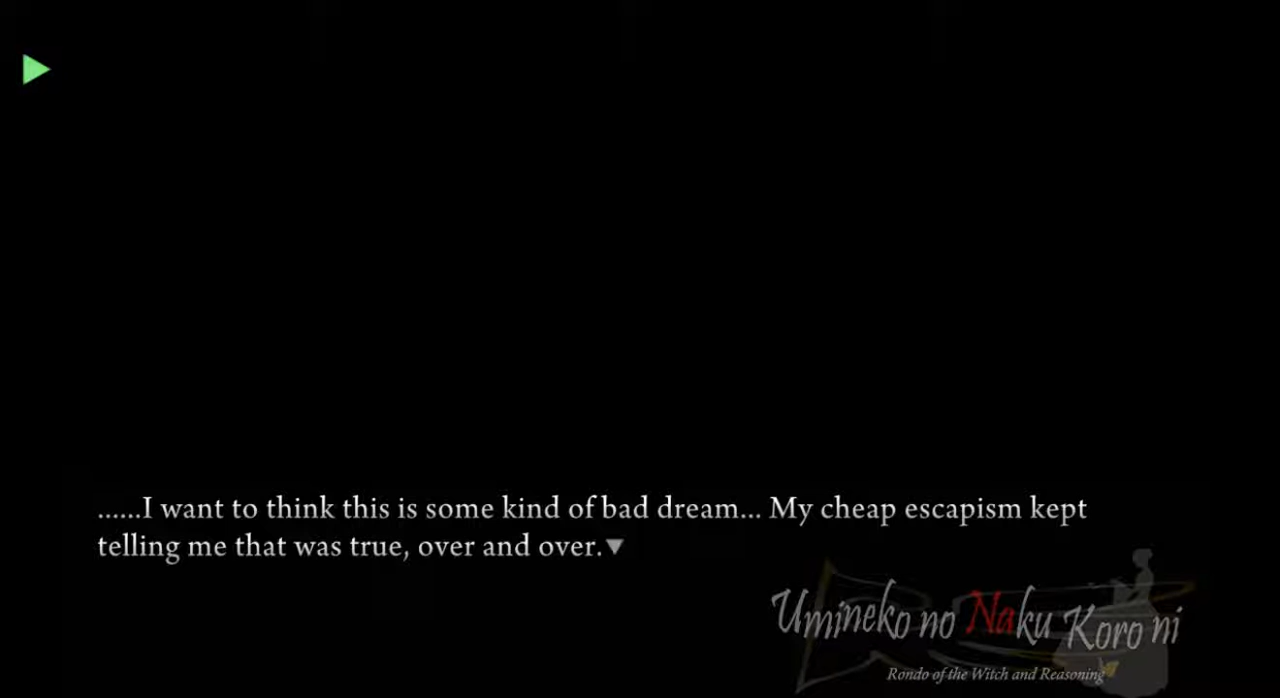 ......I want to think this is some kind of bad dream... My cheap escapism kept
telling me that was true, over and over.
Umineko no Naku Koro ni
Rondo of the Witch and Reasoning